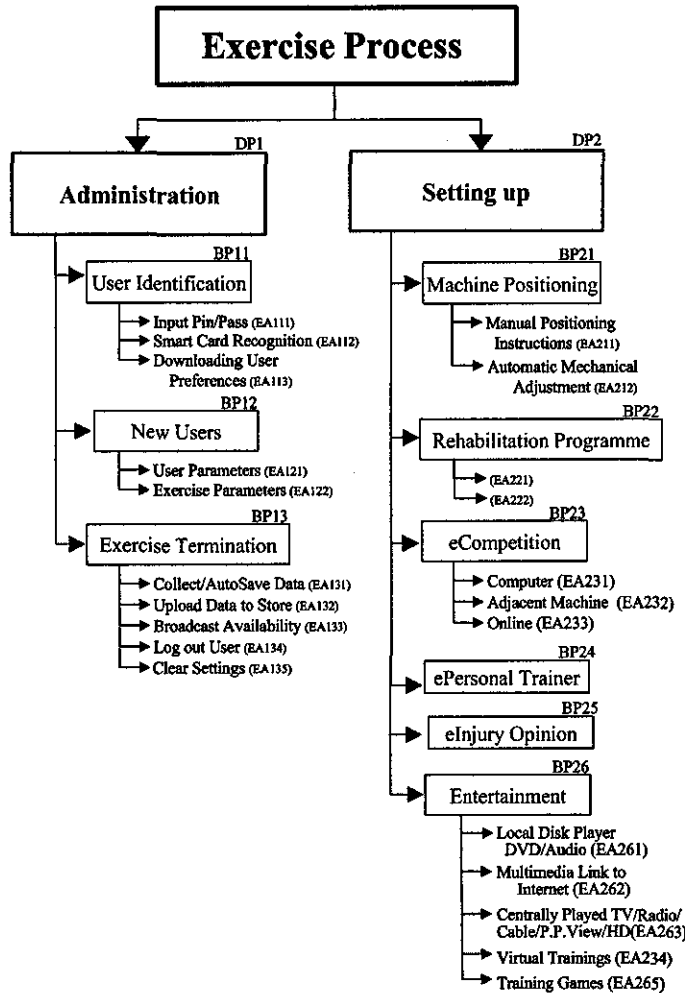 Exercise Process
DP1
Administration
BP11
User Identification
Input Pin/Pass (EA111)
Smart Card Recognition (EA112)
Downloading User
Preferences (EA113)
BP12
New Users
User Parameters (EA121)
Exercise Parameters (EA122)
BP13
Exercise Termination
Collect/AutoSave Data (EA131)
Upload Data to Store (EA132)
Broadcast Availability (EA133)
Log out User (EA134)
Clear Settings (EA135)
DP2
Setting up
BP21
Machine Positioning
Manual Positioning
Instructions (EA211)
Automatic Mechanical
Adjustment (EA212)
BP22
Rehabilitation Programme
(EA221)
(EA222)
BP23
eCompetition
Computer (EA231)
Adjacent Machine (EA232)
Online (EA233)
BP24
ePersonal Trainer
BP25
eInjury Opinion
BP26
Entertainment
Local Disk Player
DVD/Audio (EA261)
Multimedia Link to
Internet (EA262)
Centrally Played TV/Radio/
Cable/P.P.View/HD(EA263)
Virtual Trainings (EA234)
Training Games (EA265)